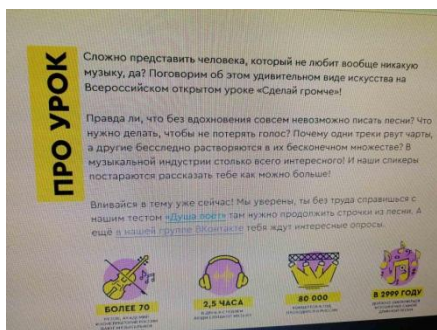 ПРО УРОК
Сложно представить человека, который не любит вообще никакую
музыку, да? Поговорим об этом удивительном виде искусства на
Всероссийском открытом уроке «Сделай громче»!
Правда ли, что без вдохновения совсем невозможно писать песни? Что
нужно делать, чтобы не потерять голос? Почему одни треки рвут чарты,
а другие бесследно растворяются в их бесконечном множестве? В
музыкальной индустрии столько всего интересного! И наши спикеры
постараются рассказать тебе как можно больше!
Вливайся в тему уже сейчас! Мы уверены, ты без труда справишься с
нашим тестом «Душа поёт» там нужно продолжить строчки из песни. А
ещё в нашей группе ВКонтакте тебя ждут интересные опросы.
БОЛЕЕ 70
2,5 ЧАСА
80 000
В 2999 ГОДУ